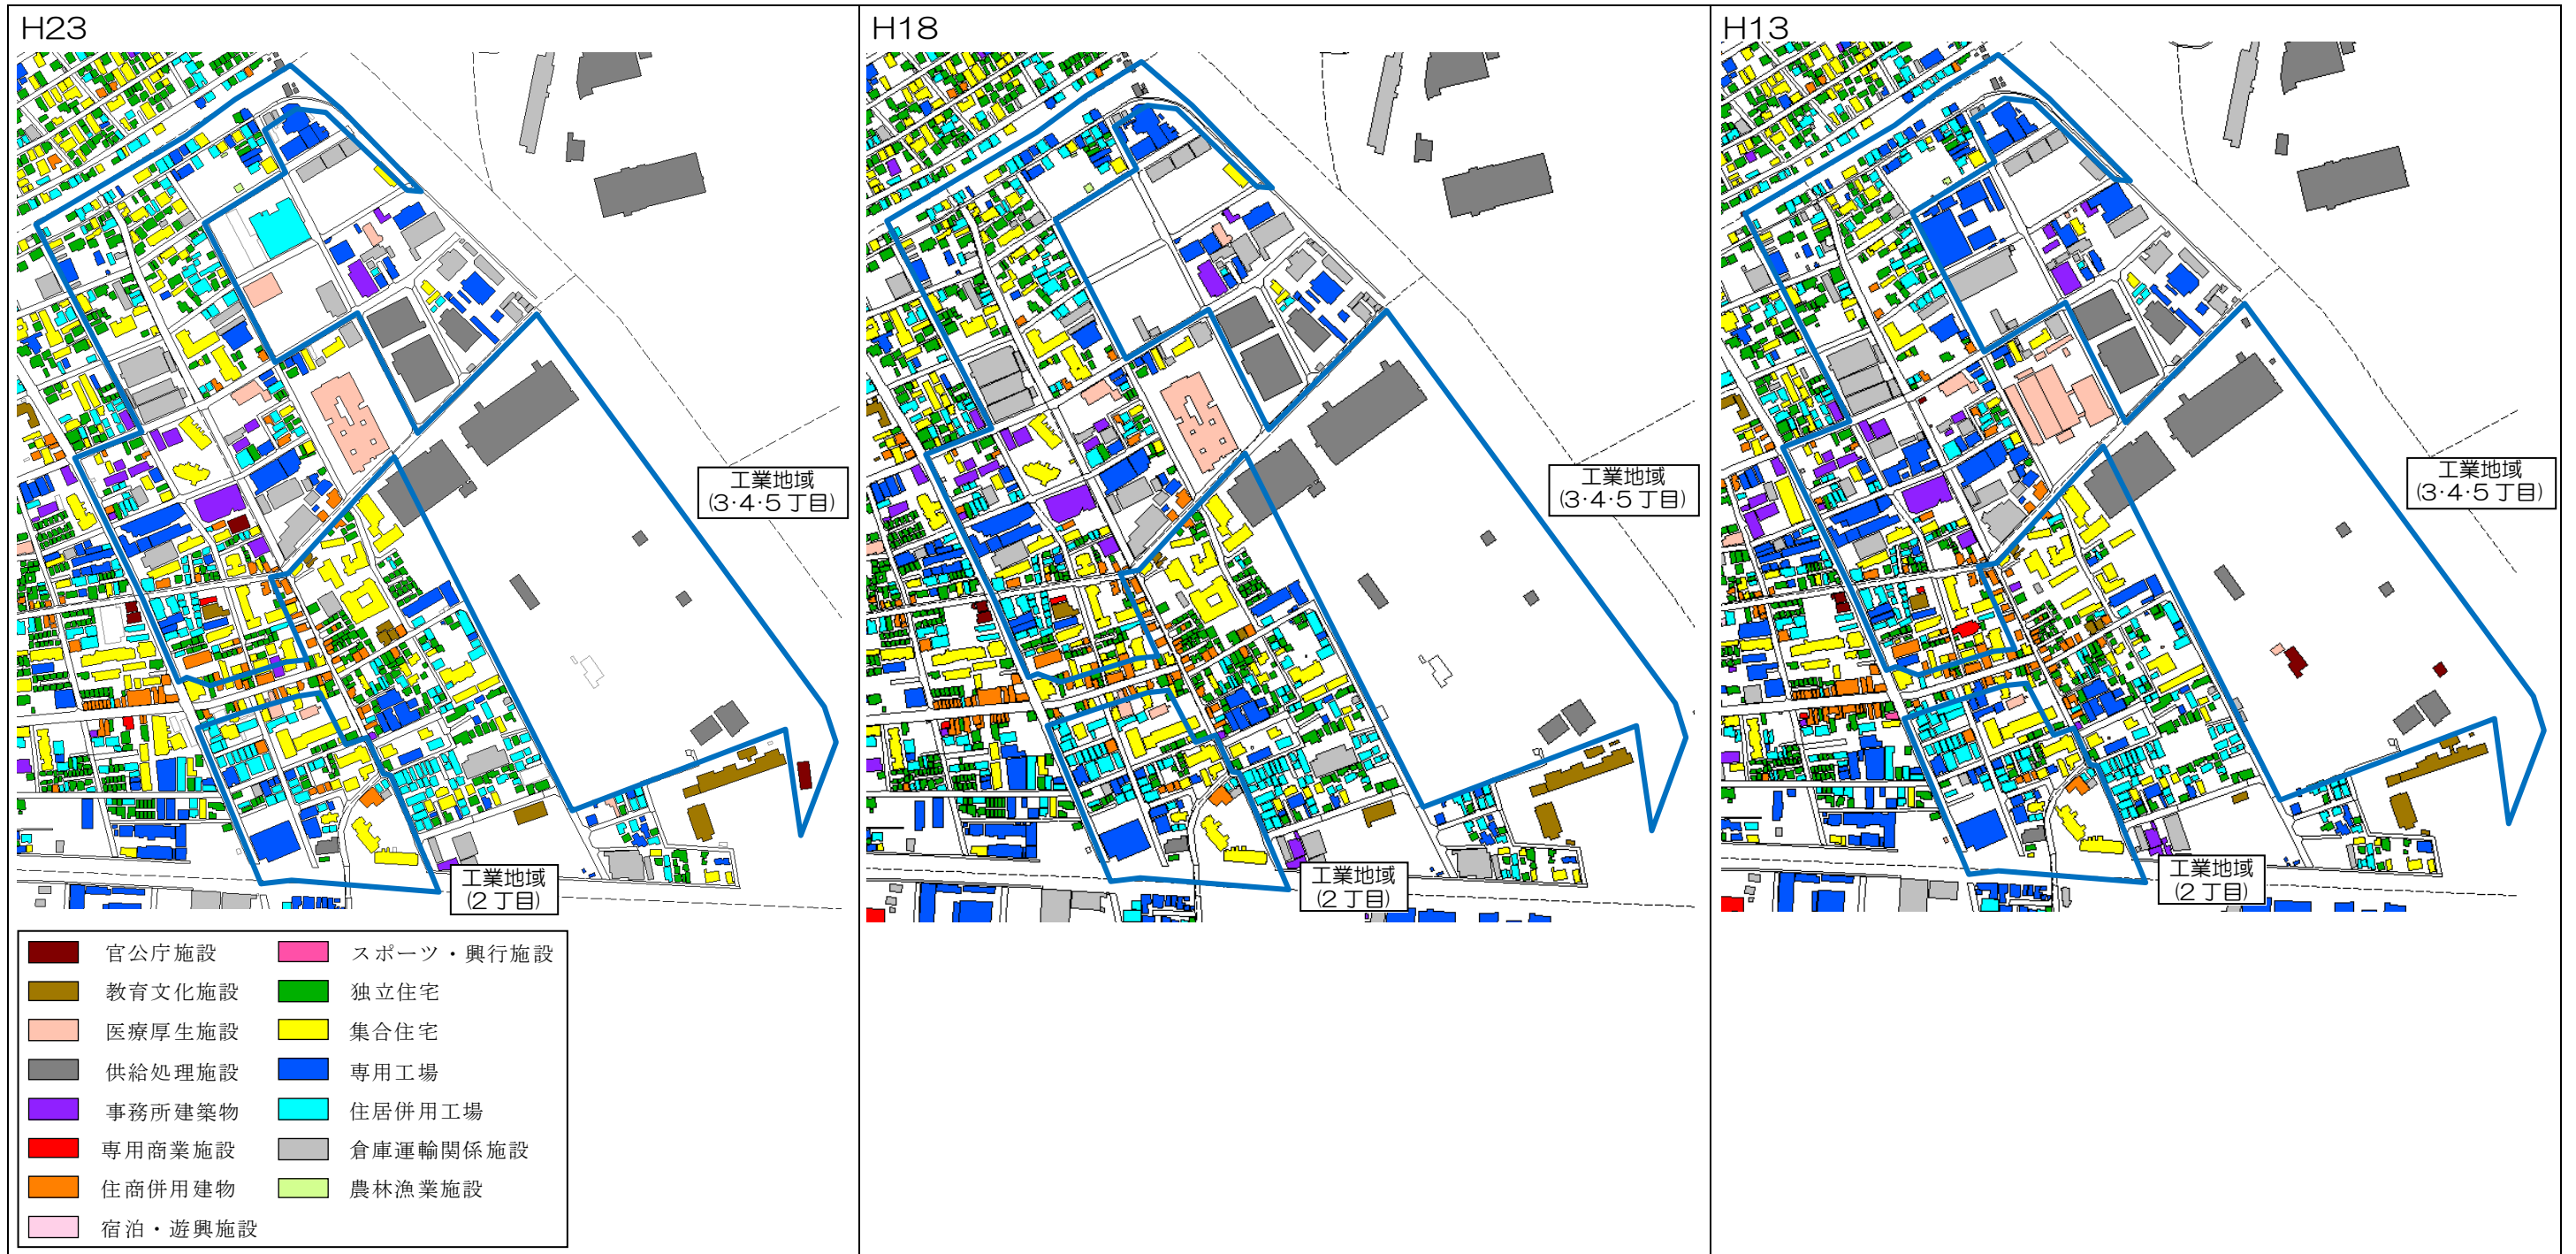 H23
H18
H13
工業地域
(3・4・5丁目)
工業地域
(3・4・5丁目)
工業地域
(3・4・5丁目)
工業地域
(2丁目)
工業地域
(2丁目)
工業地域
(2丁目)
官公庁施設
教育文化施設
医療厚生施設
供給処理施設
事務所建築物
専用商業施設
住商併用建物
宿泊・遊興施設
スポーツ・興行施設
独立住宅
集合住宅
専用工場
住居併用工場
倉庫運輸関係施設
農林漁業施設